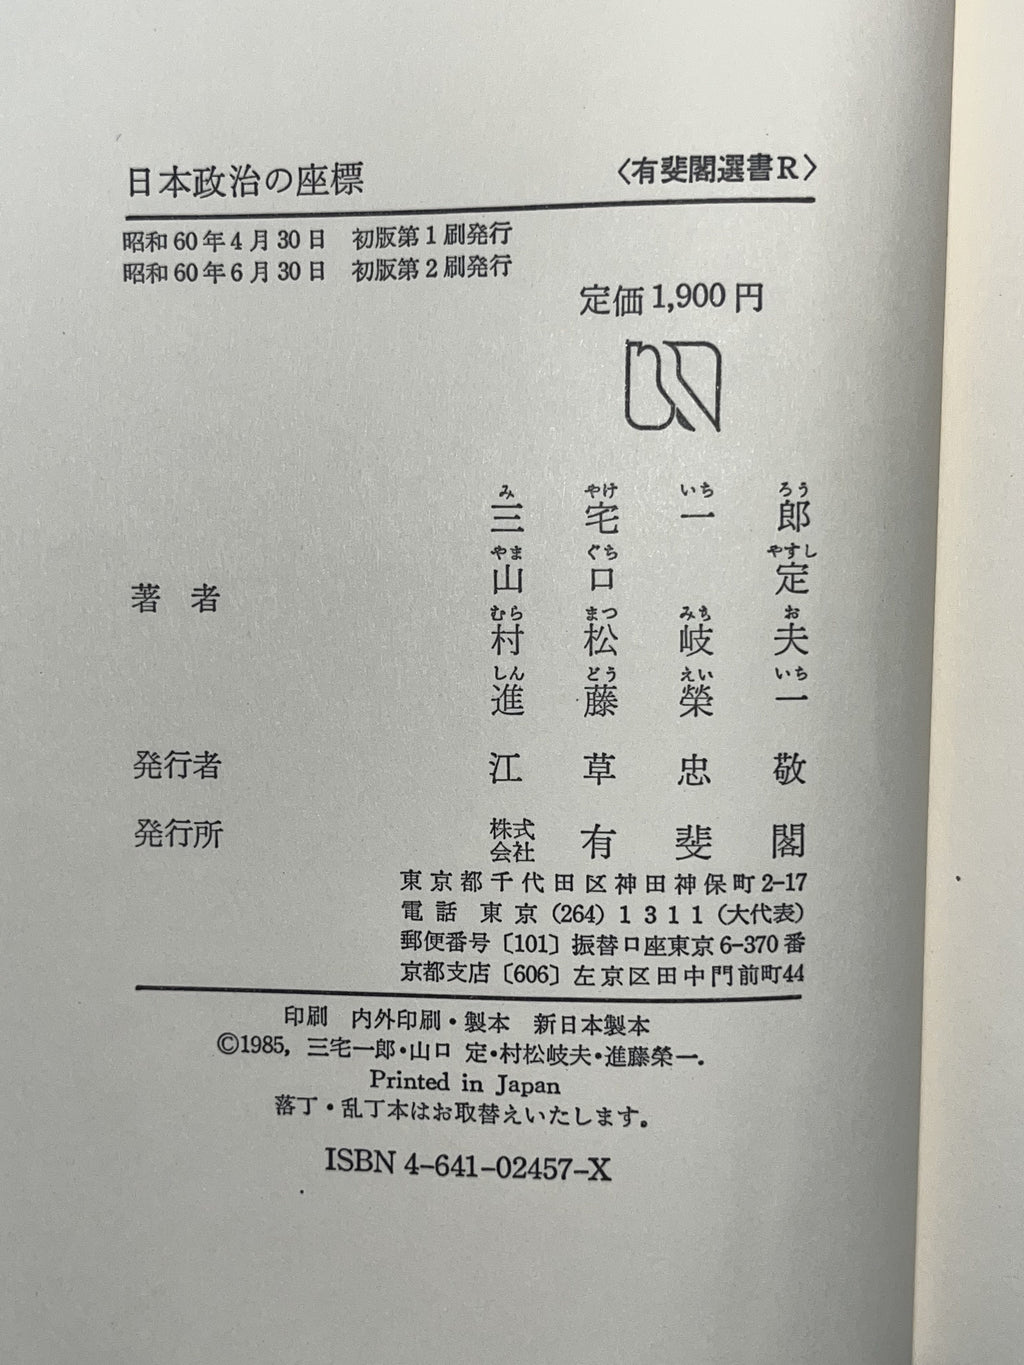 日本政治の座標 〈有斐閣選書R〉
昭和60年4月30日 初版第1刷発行
昭和60年6月30日 初版第2刷発行
定価 1,900 円
み やけ いち ろう
三宅一郎
やま ぐち やすし
著者 山口定
むら まつ みち お
村松岐夫
しん どう えい いち
進藤榮一
発行者 江草忠敬
発行所 株式会社 有斐閣
東京都千代田区神田神保町2-17
電話 東京(264)1311(大代表)
郵便番号〔101〕振替口座東京6-370番
京都支店〔606〕左京区田中門前町44
印刷 内外印刷・製本 新日本製本
©1985, 三宅一郎・山口 定・村松岐夫・進藤榮一.
Printed in Japan
落丁・乱丁本はお取替えいたします。
ISBN 4-641-02457-X